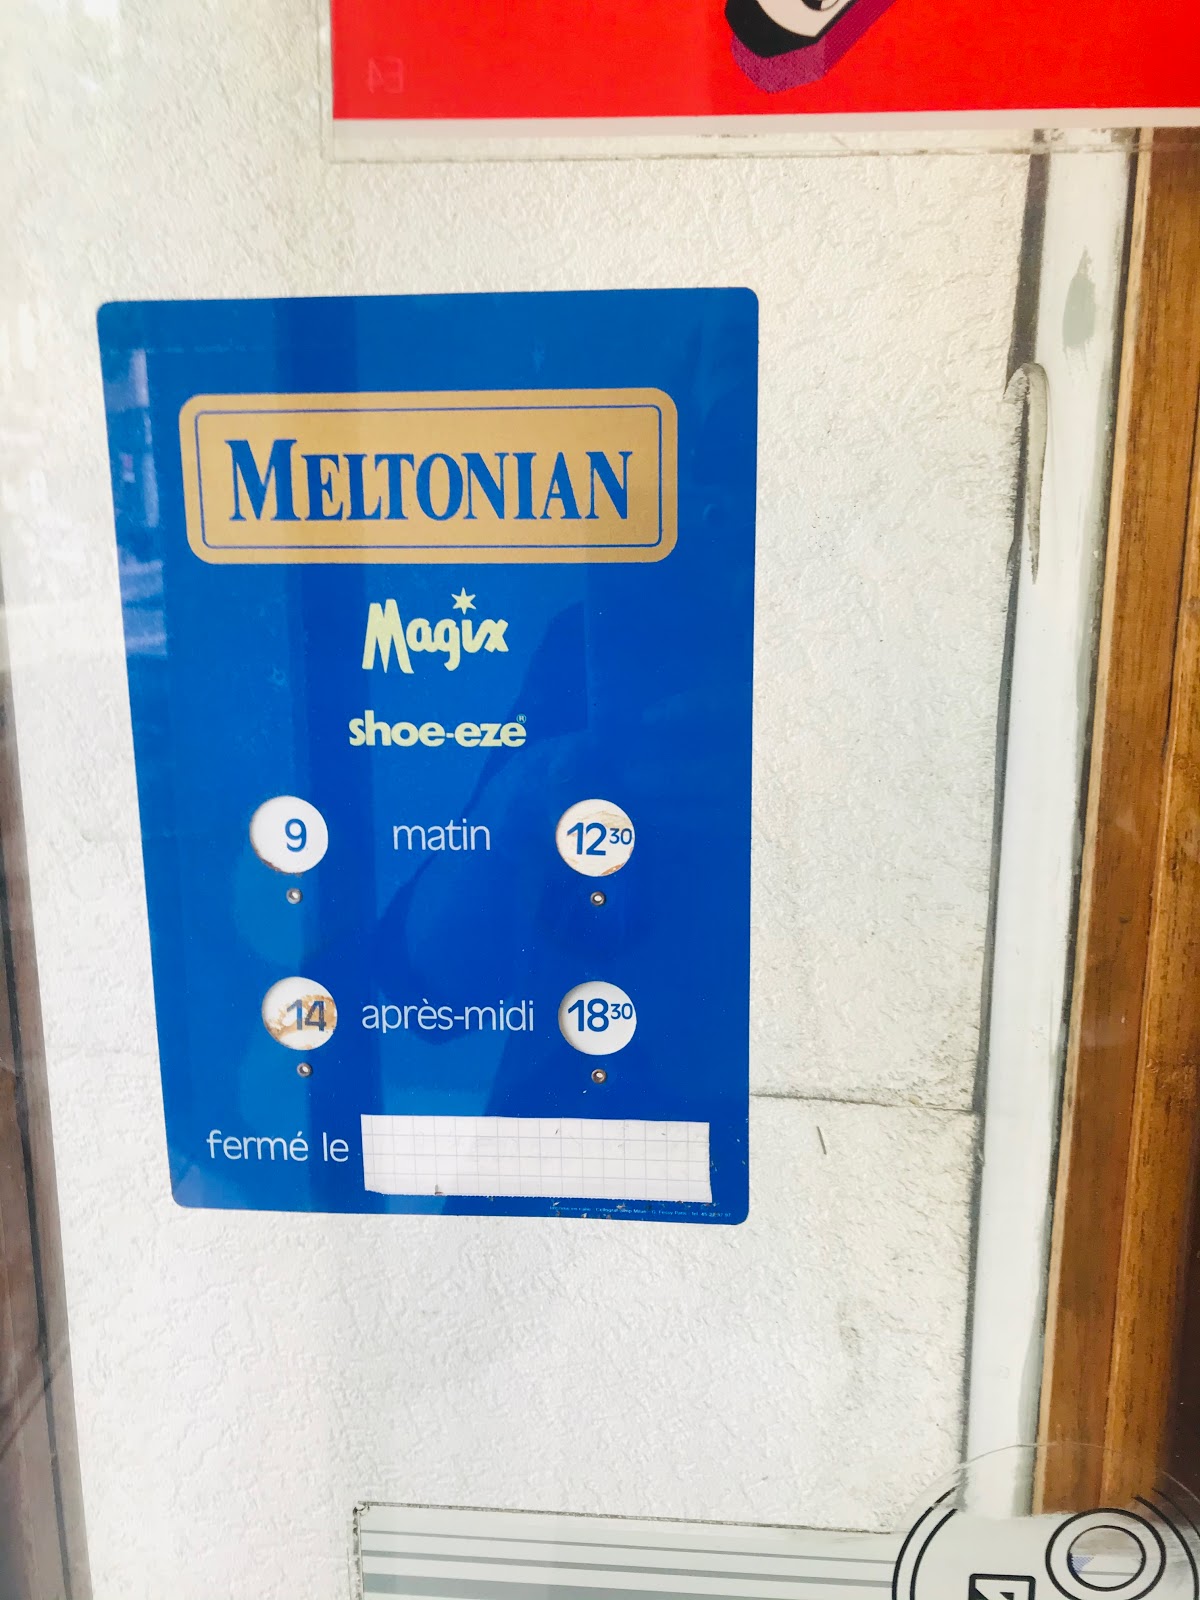 MELTONIAN
Magix
shoe-eze®
9 matin 12 30
14 après-midi 18 30
fermé le